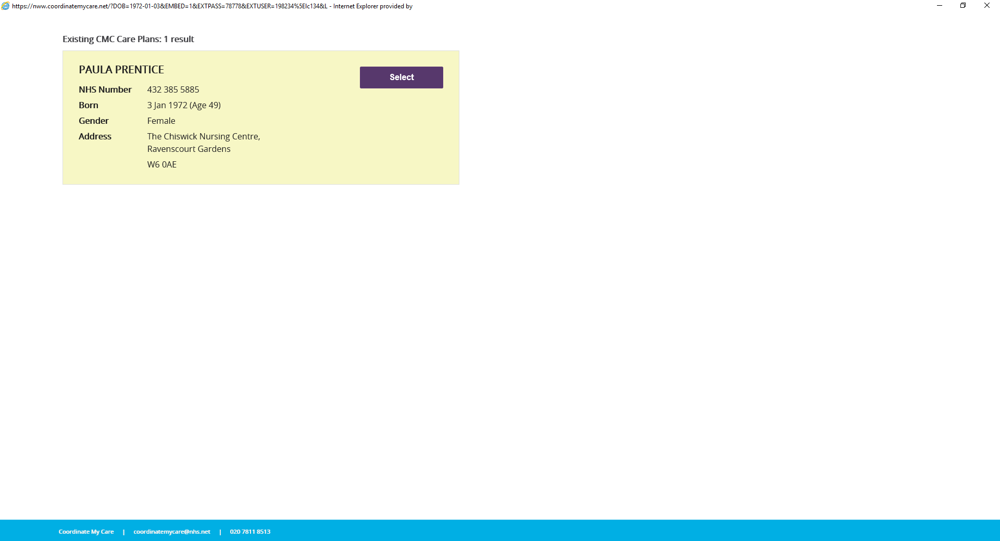 https://nww.coordinatemycare.net/?DOB=1972-01-03&EMBED=1&EXTPASS=78778&EXTUSER=198234%5Elc134&L - Internet Explorer provided by
Existing CMC Care Plans: 1 result
PAULA PRENTICE
Select
NHS Number 432 385 5885
Born 3 Jan 1972 (Age 49)
Gender Female
Address The Chiswick Nursing Centre,
Ravenscourt Gardens
W6 0AE
Coordinate My Care | coordinatemycare@nhs.net | 020 7811 8513